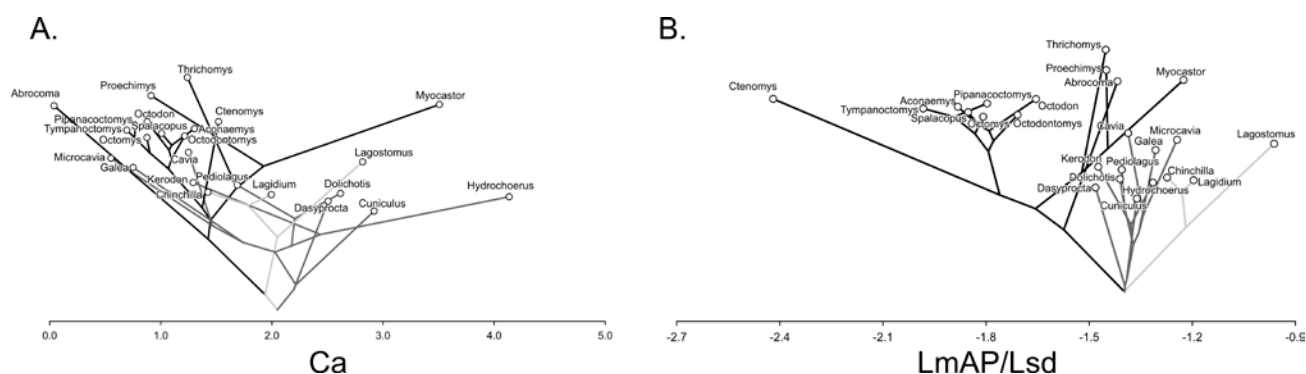 A.
Thrichomys
Proechimys
Abrocoma
Myocastor
Octodon
Ctenomys
Pipanacoctomys
Spalacopus
Aconaemys
Tympanoctomys
Octomys
Octodontomys
Microcavia
Cavia
Lagostomus
Galea
Kerodon
Pediolagus
Lagidium
Dolichotis
Hydrochoerus
Chinchilla
Dasyprocta
Cuniculus
0.0 1.0 2.0 3.0 4.0 5.0
Ca
B.
Thrichomys
Proechimys
Abrocoma
Myocastor
Ctenomys
Pipanacoctomys
Aconaemys
Octodon
Tympanoctomys
Spalacopus
Octomys
Octodontomys
Cavia
Microcavia
Galea
Lagostomus
Kerodon
Pediolagus
Chinchilla
Dolichotis
Lagidium
Dasyprocta
Hydrochoerus
Cuniculus
-2.7 -2.4 -2.1 -1.8 -1.5 -1.2 -0.9
LmAP/Lsd